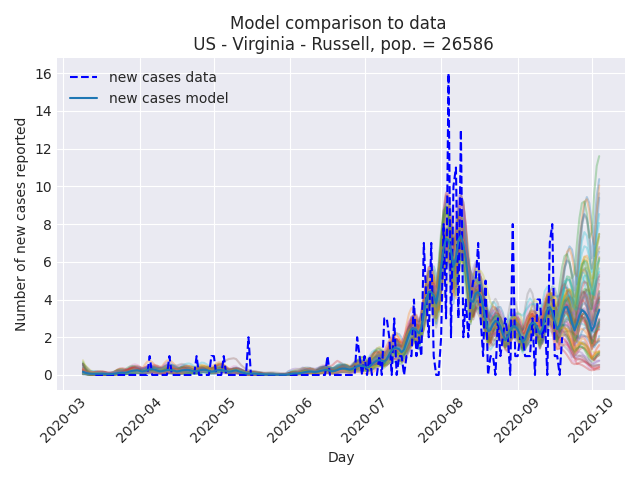 Model comparison to data
US - Virginia - Russell, pop. = 26586
new cases data
new cases model
Number of new cases reported
16
14
12
10
8
6
4
2
0
2020-03
2020-04
2020-05
2020-06
2020-07
2020-08
2020-09
2020-10
Day